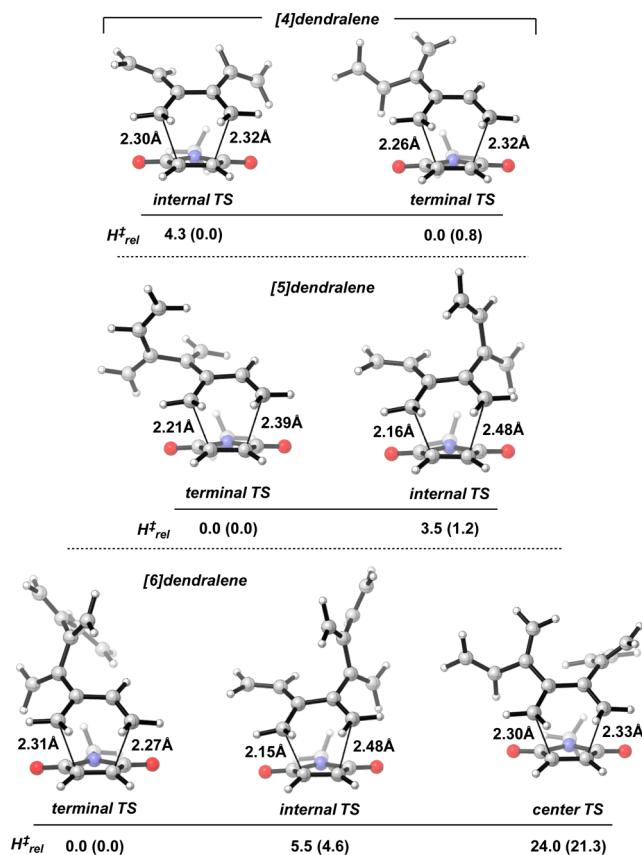 [4]dendralene
2.30Å 2.32Å 2.26Å 2.32Å
internal TS terminal TS
H‡rel 4.3 (0.0) 0.0 (0.8)
[5]dendralene
2.21Å 2.39Å 2.16Å 2.48Å
terminal TS internal TS
H‡rel 0.0 (0.0) 3.5 (1.2)
[6]dendralene
2.31Å 2.27Å 2.15Å 2.48Å 2.30Å 2.33Å
terminal TS internal TS center TS
H‡rel 0.0 (0.0) 5.5 (4.6) 24.0 (21.3)